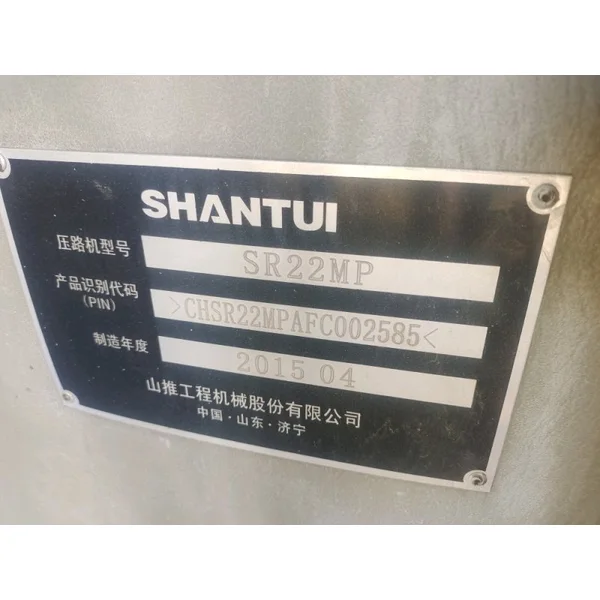 SHANTUI
压路机型号 SR22MP
产品识别代码 (PIN) >CHSR22MPAFC002585<
制造年度 2015 04
山推工程机械股份有限公司
中国·山东·济宁